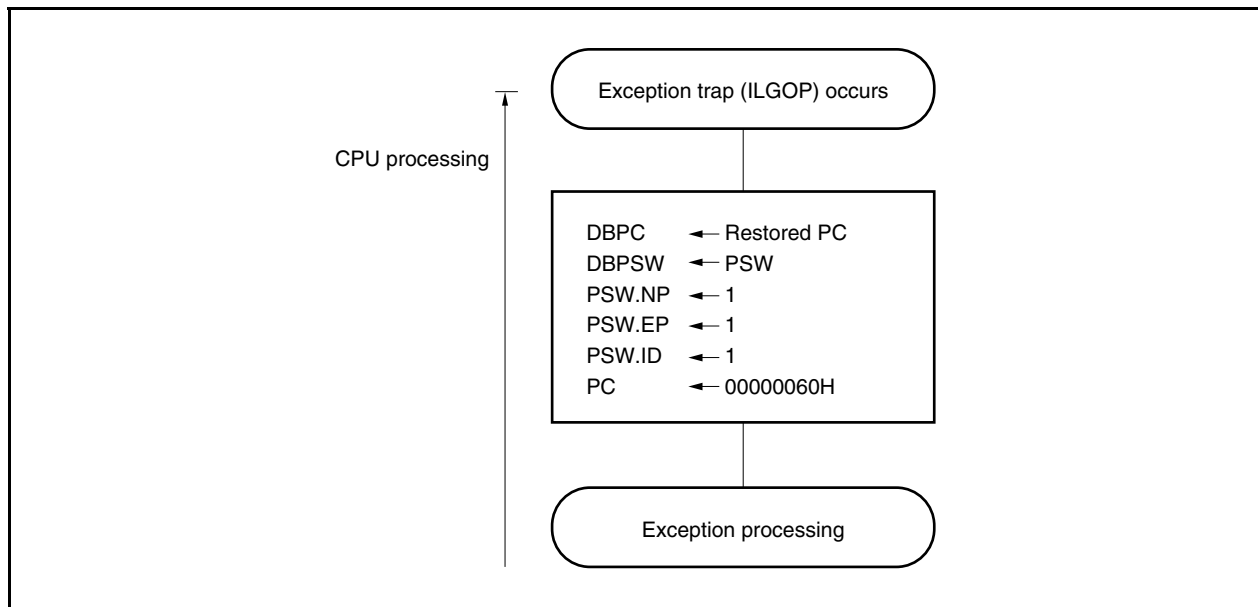 Exception trap (ILGOP) occurs
CPU processing
DBPC ← Restored PC
DBPSW ← PSW
PSW.NP ← 1
PSW.EP ← 1
PSW.ID ← 1
PC ← 00000060H
Exception processing